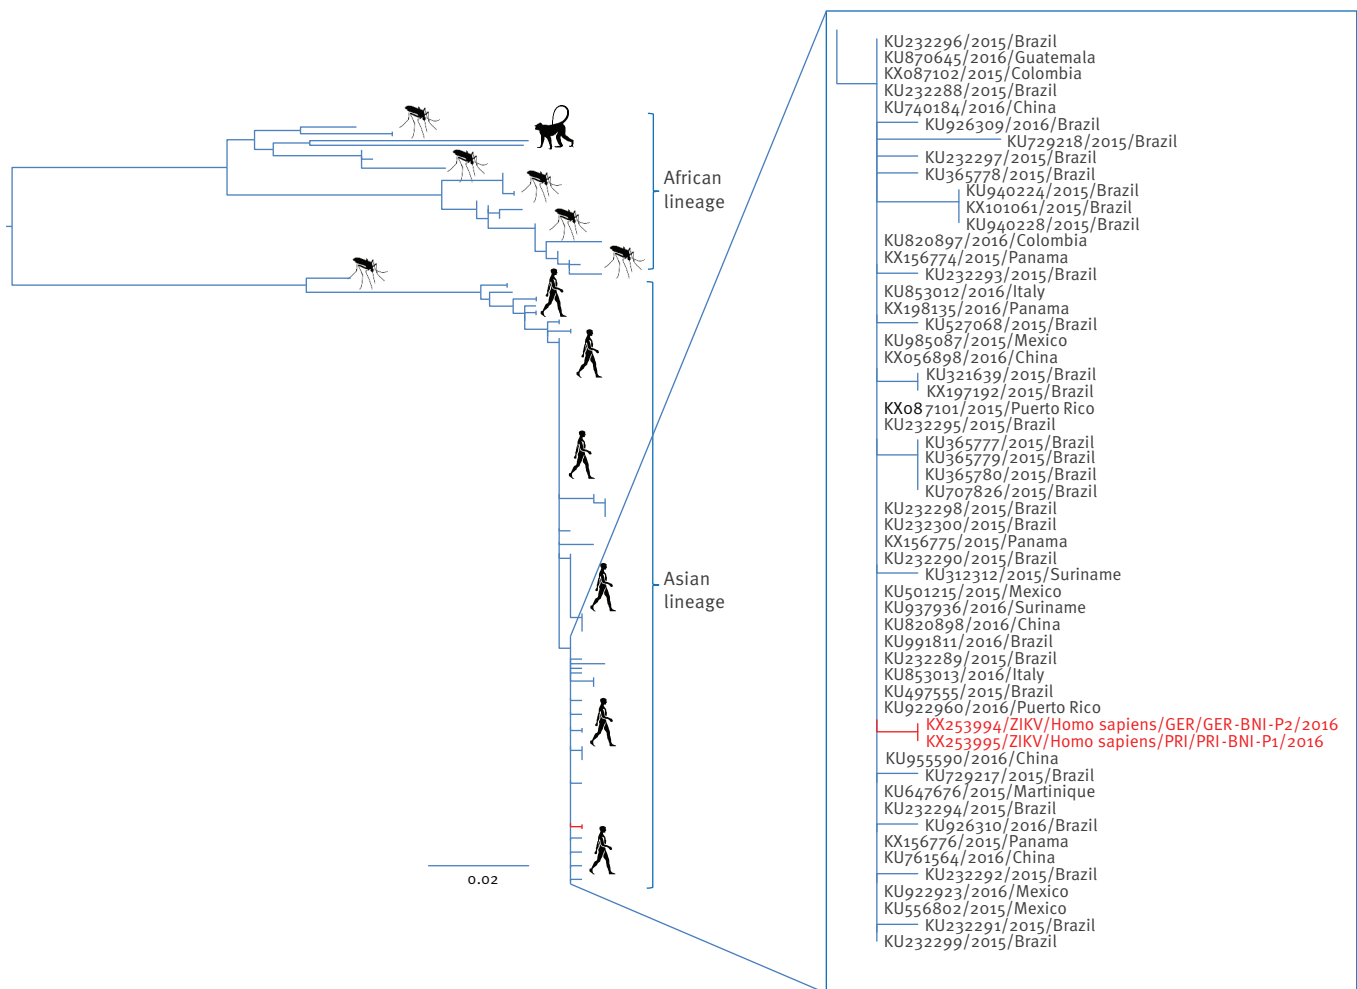 African
lineage
Asian
lineage
0.02
KU232296/2015/Brazil
KU870645/2016/Guatemala
KX087102/2015/Colombia
KU232288/2015/Brazil
KU740184/2016/China
KU926309/2016/Brazil
KU729218/2015/Brazil
KU232297/2015/Brazil
KU365778/2015/Brazil
KU940224/2015/Brazil
KX101061/2015/Brazil
KU940228/2015/Brazil
KU820897/2016/Colombia
KX156774/2015/Panama
KU232293/2015/Brazil
KU853012/2016/Italy
KX198135/2016/Panama
KU527068/2015/Brazil
KU985087/2015/Mexico
KX056898/2016/China
KU321639/2015/Brazil
KX197192/2015/Brazil
KX087101/2015/Puerto Rico
KU232295/2015/Brazil
KU365777/2015/Brazil
KU365779/2015/Brazil
KU365780/2015/Brazil
KU707826/2015/Brazil
KU232298/2015/Brazil
KU232300/2015/Brazil
KX156775/2015/Panama
KU232290/2015/Brazil
KU312312/2015/Suriname
KU501215/2015/Mexico
KU937936/2016/Suriname
KU820898/2016/China
KU991811/2016/Brazil
KU232289/2015/Brazil
KU853013/2016/Italy
KU497555/2015/Brazil
KU922960/2016/Puerto Rico
KX253994/ZIKV/Homo sapiens/GER/GER-BNI-P2/2016
KX253995/ZIKV/Homo sapiens/PRI/PRI-BNI-P1/2016
KU955590/2016/China
KU729217/2015/Brazil
KU647676/2015/Martinique
KU232294/2015/Brazil
KU926310/2016/Brazil
KX156776/2015/Panama
KU761564/2016/China
KU232292/2015/Brazil
KU922923/2016/Mexico
KU556802/2015/Mexico
KU232291/2015/Brazil
KU232299/2015/Brazil